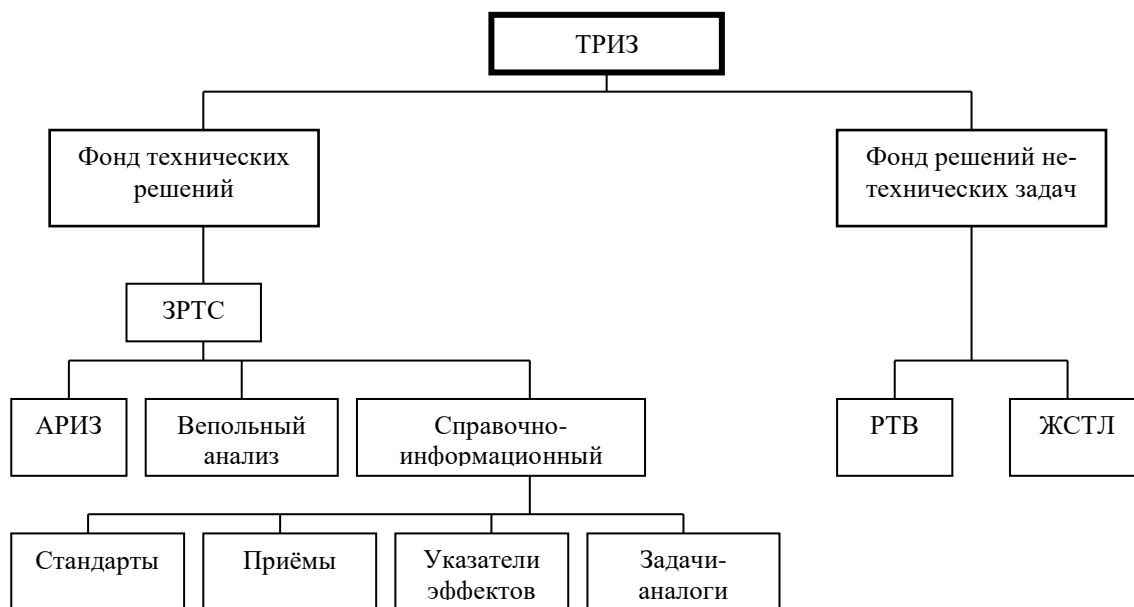 ТРИЗ
Фонд технических
решений
Фонд решений не-
технических задач
ЗРТС
АРИЗ
Вепольный
анализ
Справочно-
информационный
РТВ
ЖСТЛ
Стандарты
Приёмы
Указатели
эффектов
Задачи-
аналоги